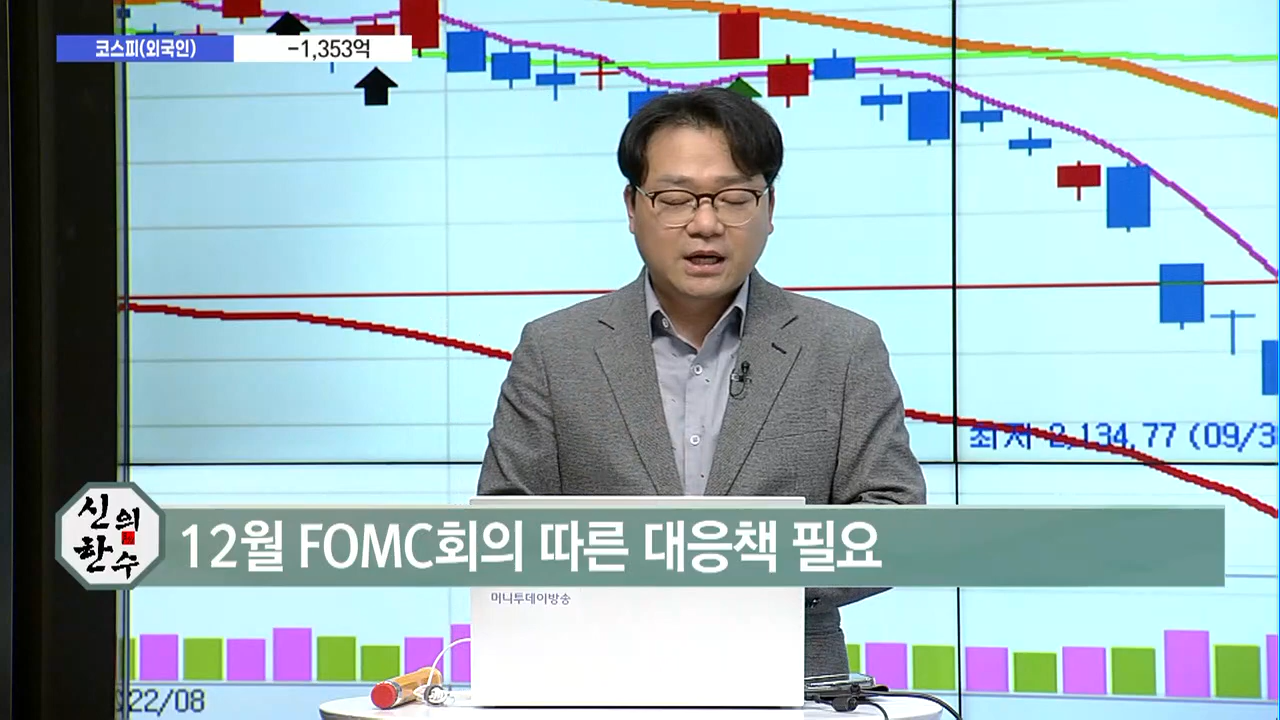 코스피(외국인) -1,353억
최저 2,134.77 (09/3
신의
한수
12월 FOMC회의 따른 대응책 필요
머니투데이방송
022/08